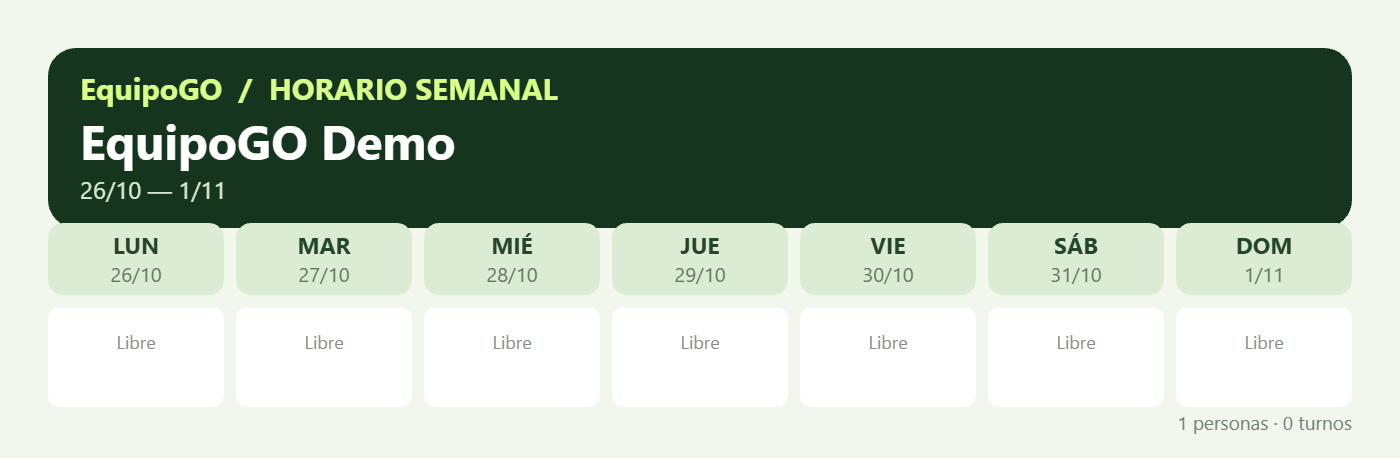 EquipoGO / HORARIO SEMANAL
EquipoGO Demo
26/10 — 1/11
LUN MAR MIÉ JUE VIE SÁB DOM
26/10 27/10 28/10 29/10 30/10 31/10 1/11
Libre Libre Libre Libre Libre Libre Libre
1 personas · 0 turnos